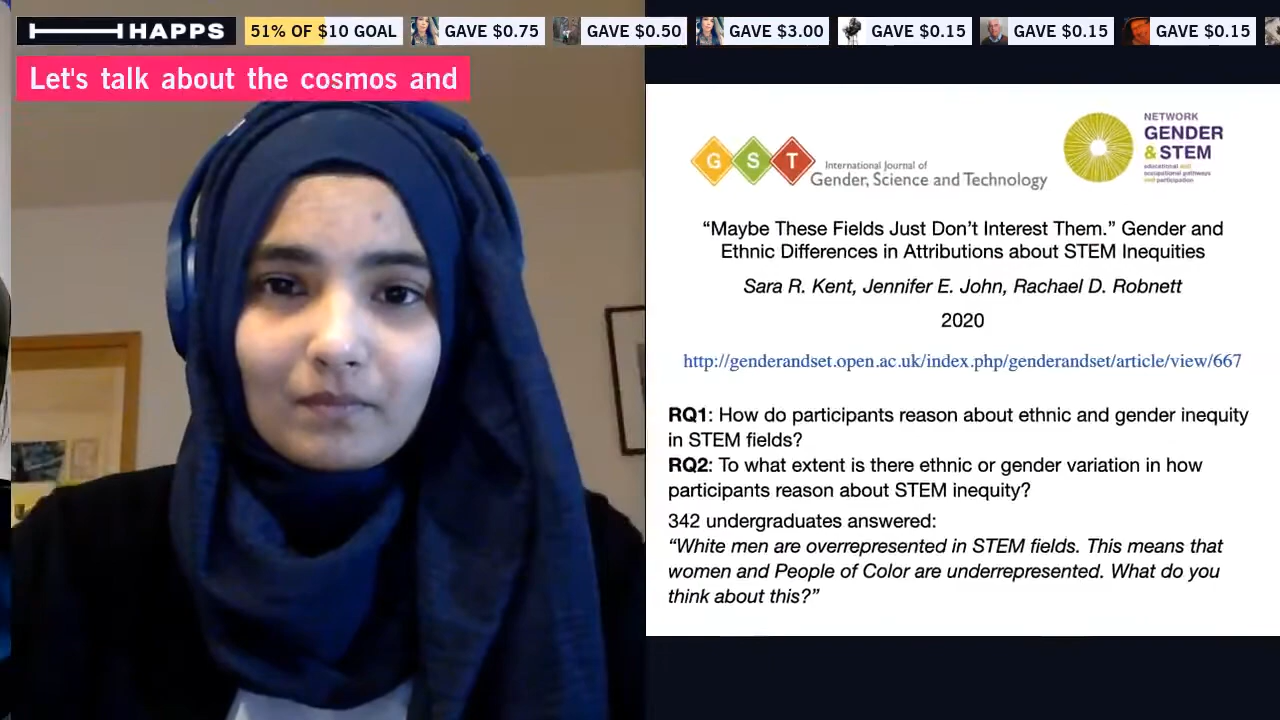 HAPPS
51% OF $10 GOAL
GAVE $0.75
GAVE $0.50
GAVE $3.00
GAVE $0.15
GAVE $0.15
GAVE $0.15
Let's talk about the cosmos and
G S T
International Journal of
Gender, Science and Technology
NETWORK
GENDER
& STEM
educational and
occupational pathways
and participation
“Maybe These Fields Just Don’t Interest Them.” Gender and
Ethnic Differences in Attributions about STEM Inequities
Sara R. Kent, Jennifer E. John, Rachael D. Robnett
2020
http://genderandset.open.ac.uk/index.php/genderandset/article/view/667
RQ1: How do participants reason about ethnic and gender inequity
in STEM fields?
RQ2: To what extent is there ethnic or gender variation in how
participants reason about STEM inequity?
342 undergraduates answered:
“White men are overrepresented in STEM fields. This means that
women and People of Color are underrepresented. What do you
think about this?”